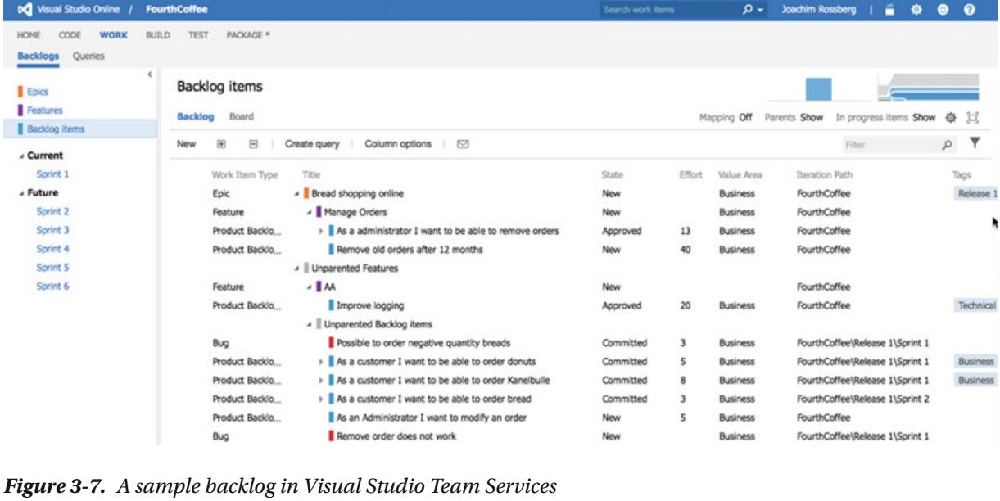 Visual Studio Online / FourthCoffee Search work items Joachim Rossberg
HOME CODE WORK BUILD TEST PACKAGE *
Backlogs Queries
Epics
Features
Backlog items
Current
Sprint 1
Future
Sprint 2
Sprint 3
Sprint 4
Sprint 5
Sprint 6
Backlog items
Backlog Board Mapping Off Parents Show In progress items Show
New Create query Column options Filter
Work Item Type Title State Effort Value Area Iteration Path Tags
Epic Bread shopping online New Business FourthCoffee Release 1
Feature Manage Orders New Business FourthCoffee
Product Backlo... As a administrator I want to be able to remove orders Approved 13 Business FourthCoffee
Product Backlo... Remove old orders after 12 months New 40 Business FourthCoffee
Unparented Features
Feature AA New FourthCoffee
Product Backlo... Improve logging Approved 20 Business FourthCoffee Technical
Unparented Backlog items
Bug Possible to order negative quantity breads Committed 3 Business FourthCoffee\Release 1\Sprint 1
Product Backlo... As a customer I want to be able to order donuts Committed 5 Business FourthCoffee\Release 1\Sprint 1 Business
Product Backlo... As a customer I want to be able to order Kanelbulle Committed 8 Business FourthCoffee\Release 1\Sprint 1 Business
Product Backlo... As a customer I want to be able to order bread Committed 3 Business FourthCoffee\Release 1\Sprint 2
Product Backlo... As an Administrator I want to modify an order New 5 Business FourthCoffee
Bug Remove order does not work New Business FourthCoffee\Release 1\Sprint 1
Figure 3-7. A sample backlog in Visual Studio Team Services